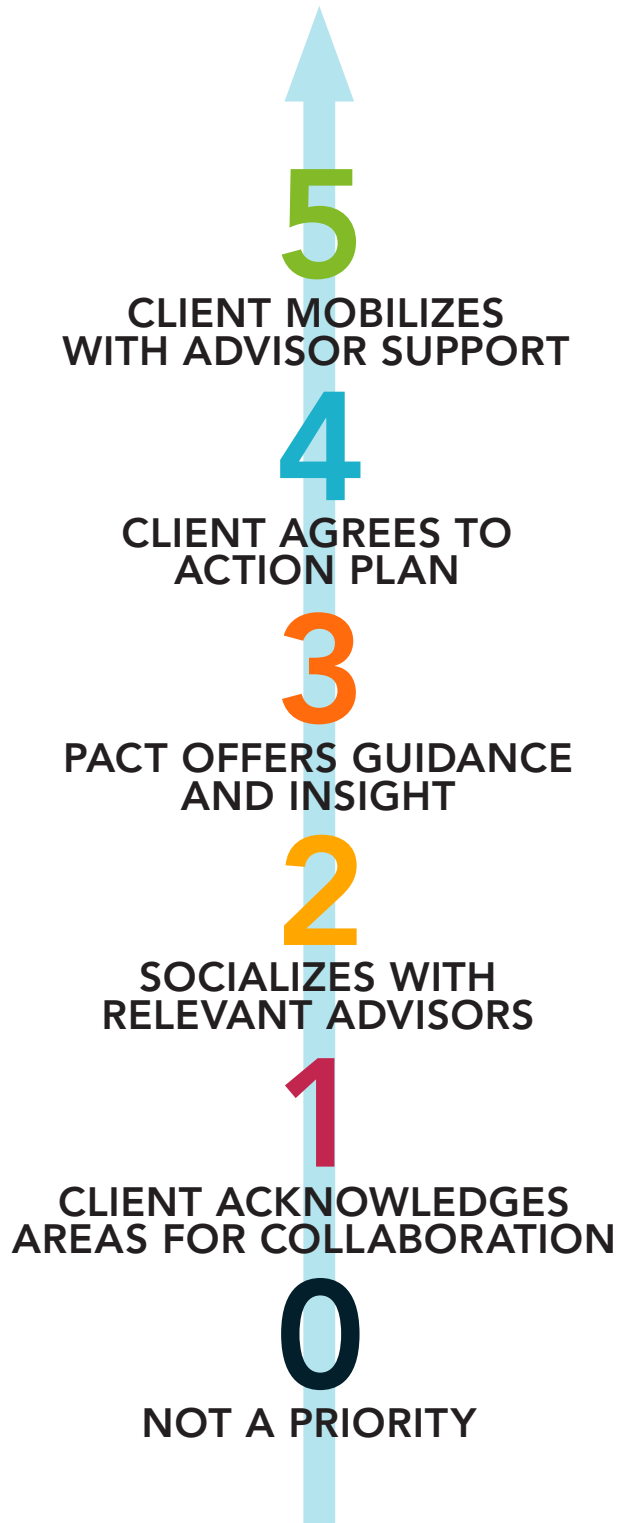 5
CLIENT MOBILIZES
WITH ADVISOR SUPPORT
4
CLIENT AGREES TO
ACTION PLAN
3
PACT OFFERS GUIDANCE
AND INSIGHT
2
SOCIALIZES WITH
RELEVANT ADVISORS
1
CLIENT ACKNOWLEDGES
AREAS FOR COLLABORATION
0
NOT A PRIORITY